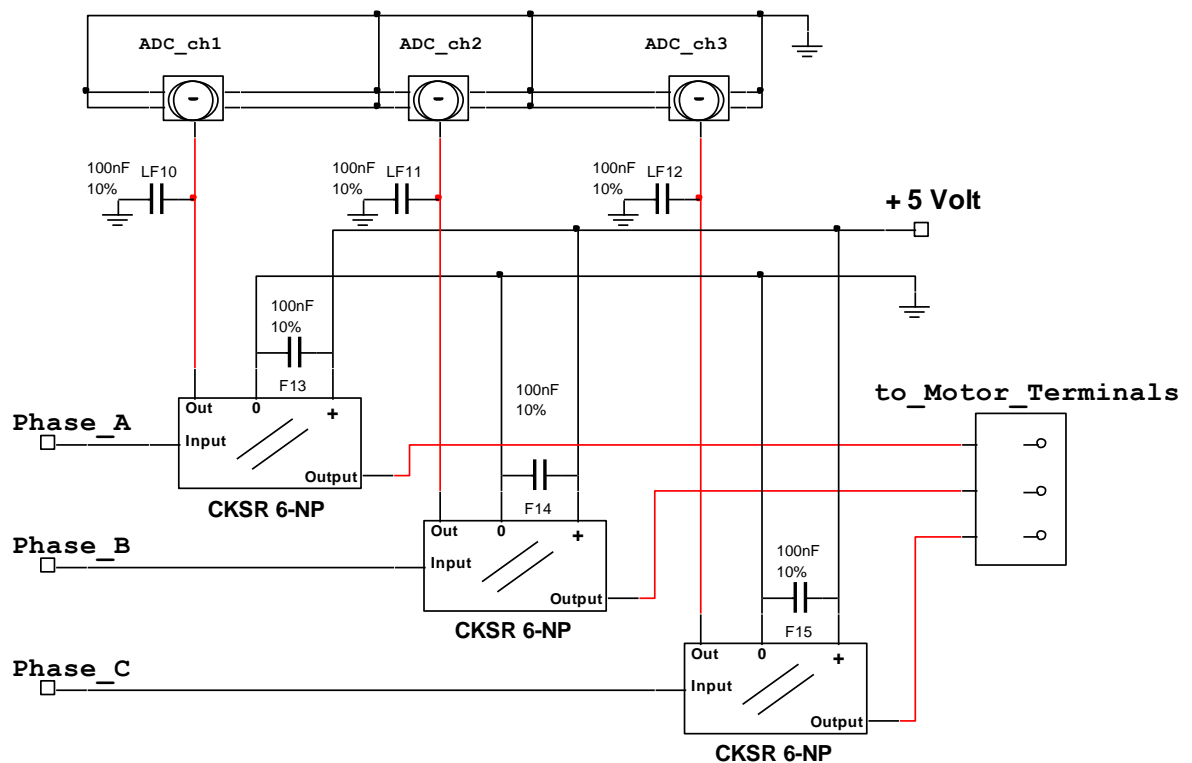 ADC_ch1
ADC_ch2
ADC_ch3
100nF
10%
LF10
100nF
10%
LF11
100nF
10%
LF12
+ 5 Volt
100nF
10%
F13
Out 0 +
Input
Output
CKSR 6-NP
Phase_A
to_Motor_Terminals
100nF
10%
F14
Out 0 +
Input
Output
CKSR 6-NP
Phase_B
100nF
10%
F15
Out 0 +
Input
Output
CKSR 6-NP
Phase_C